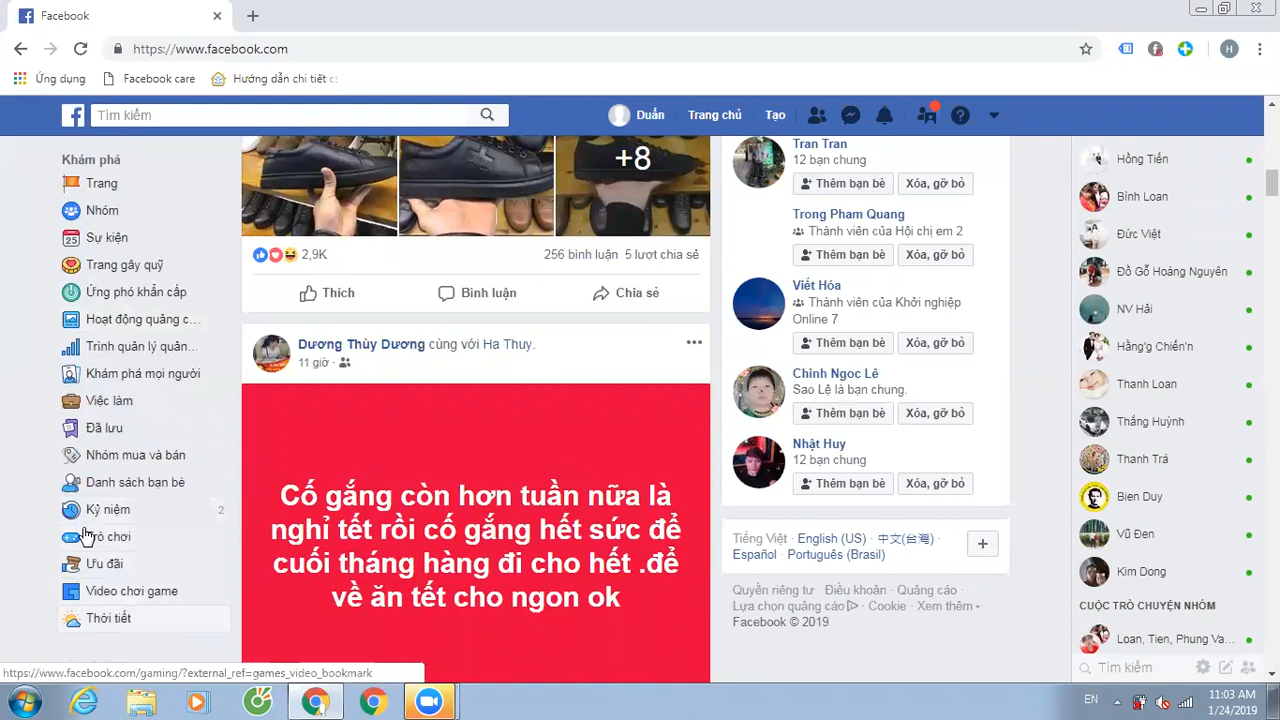 Facebook
https://www.facebook.com
H
Ứng dụng
Facebook care
Hướng dẫn chi tiết c
Tìm kiếm
Duẩn
Trang chủ
Tạo
Khám phá
Trang
Nhóm
Sự kiện
Trang gây quỹ
Ứng phó khẩn cấp
Hoạt động quảng c...
Trình quản lý quản...
Khám phá mọi người
Việc làm
Đã lưu
Nhóm mua và bán
Danh sách bạn bè
Kỷ niệm 2
rò chơi
Ưu đãi
Video chơi game
Thời tiết
+8
2,9K
256 bình luận 5 lượt chia sẻ
Thích
Bình luận
Chia sẻ
Dương Thùy Dương cùng với Ha Thuy.
11 giờ
Cố gắng còn hơn tuần nữa là
nghỉ tết rồi cố gắng hết sức để
cuối tháng hàng đi cho hết .để
về ăn tết cho ngon ok
Tran Tran
12 bạn chung
Thêm bạn bè
Xóa, gỡ bỏ
Trong Pham Quang
Thành viên của Hội chị em 2
Thêm bạn bè
Xóa, gỡ bỏ
Viết Hóa
Thành viên của Khởi nghiệp
Online 7
Thêm bạn bè
Xóa, gỡ bỏ
Chinh Ngoc Lê
Sao Lệ là bạn chung.
Thêm bạn bè
Xóa, gỡ bỏ
Nhật Huy
12 bạn chung
Thêm bạn bè
Xóa, gỡ bỏ
Tiếng Việt · English (US) · 中文(台灣) ·
Español · Português (Brasil)
Quyền riêng tư · Điều khoản · Quảng cáo ·
Lựa chọn quảng cáo · Cookie · Xem thêm
Facebook © 2019
Hồng Tiến
Bình Loan
Đức Việt
Đồ Gỗ Hoàng Nguyên
NV Hải
Hằng'g Chiến'n
Thanh Loan
Thắng Huỳnh
Thanh Trà
Bien Duy
Vũ Đen
Kim Dong
CUỘC TRÒ CHUYỆN NHÓM
Loan, Tien, Phung Va...
Tìm kiếm
https://www.facebook.com/gaming/?external_ref=games_video_bookmark
EN
11:03 AM
1/24/2019